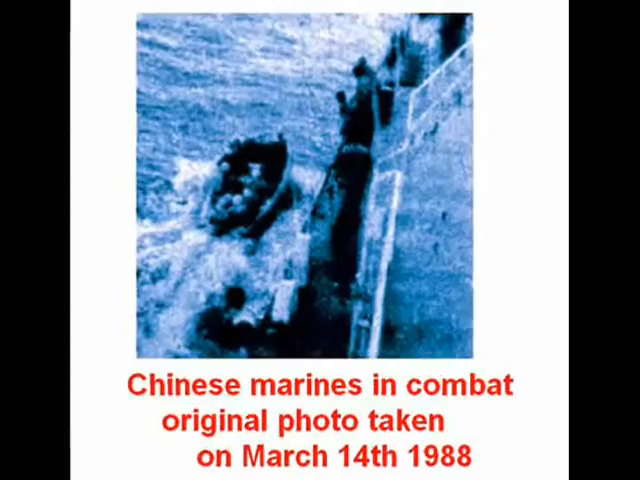 Chinese marines in combat
original photo taken
on March 14th 1988